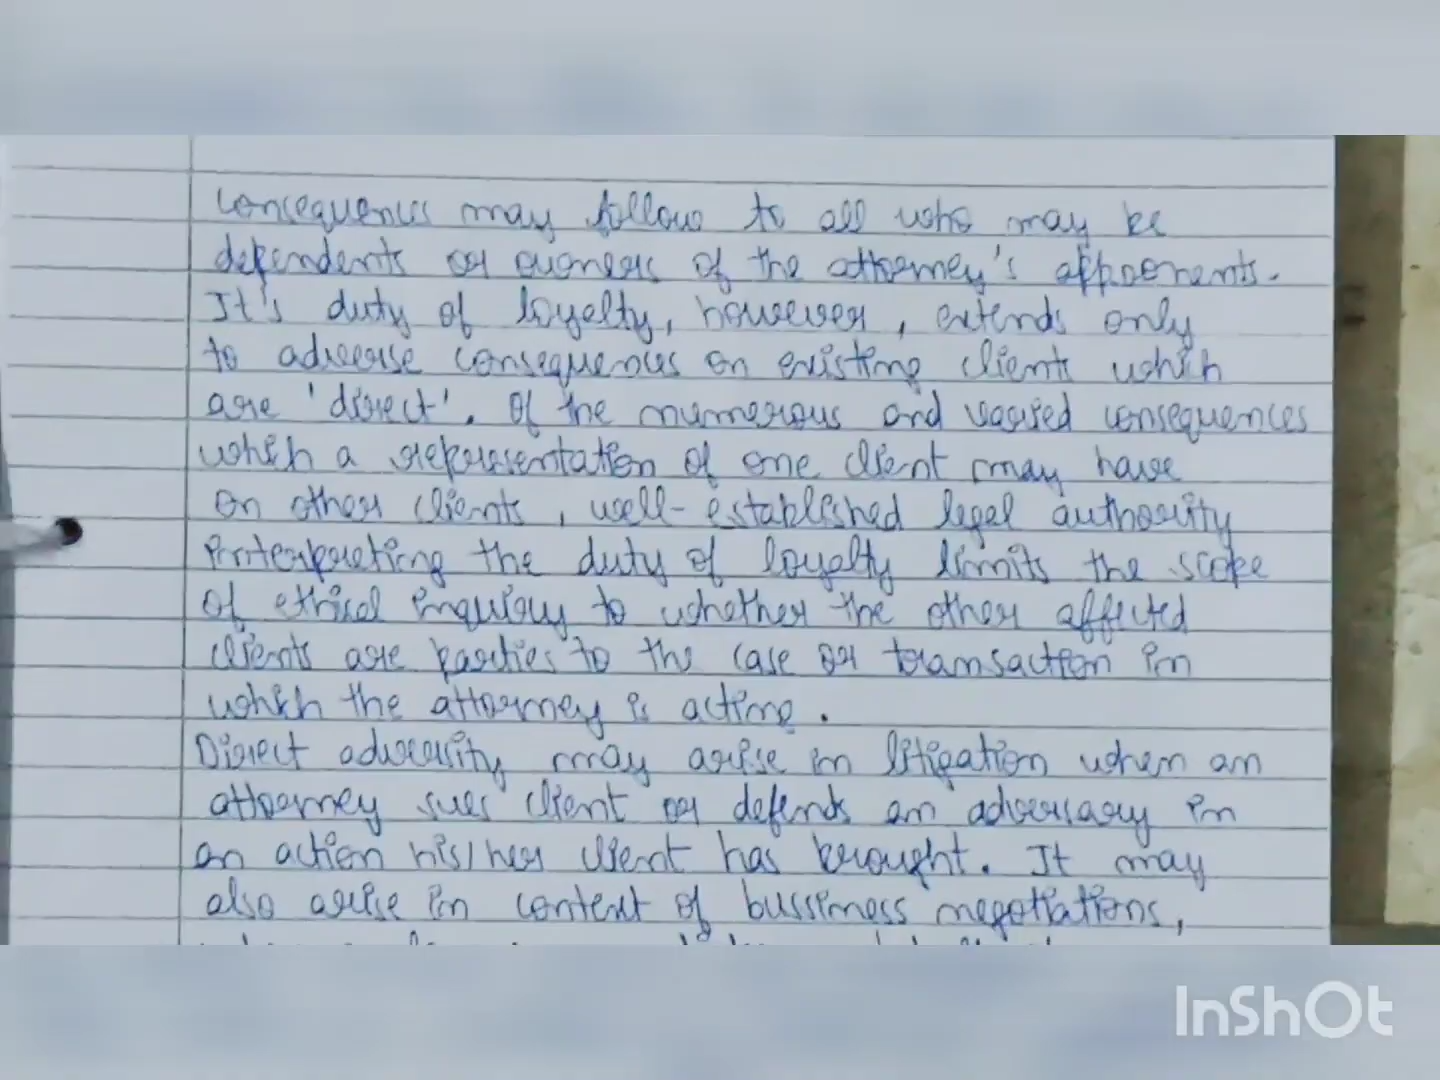 consequences may follow to all who may be
dependents or owners of the attorney's apponents.
It's duty of loyalty, however, extends only
to adverse consequences on existing clients which
are 'direct'. Of the numerous and varied consequences
which a representation of one client may have
on other clients, well-established legal authority
interpreting the duty of loyalty limits the scope
of ethical inquiry to whether the other affected
clients are parties to the case or transaction in
which the attorney is acting.
Direct adversity may arise in litigation when an
attorney sues client or defends an adversary in
an action his/her client has brought. It may
also arise in context of bussiness negotiations,
InShOt